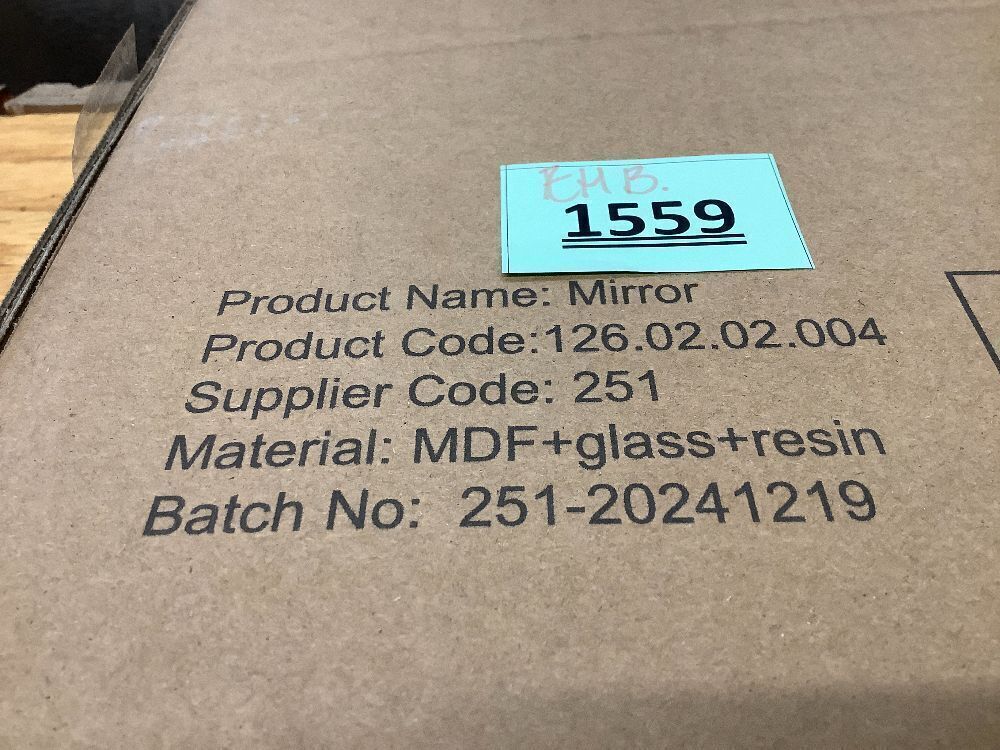 EHB.
1559
Product Name: Mirror
Product Code:126.02.02.004
Supplier Code: 251
Material: MDF+glass+resin
Batch No: 251-20241219